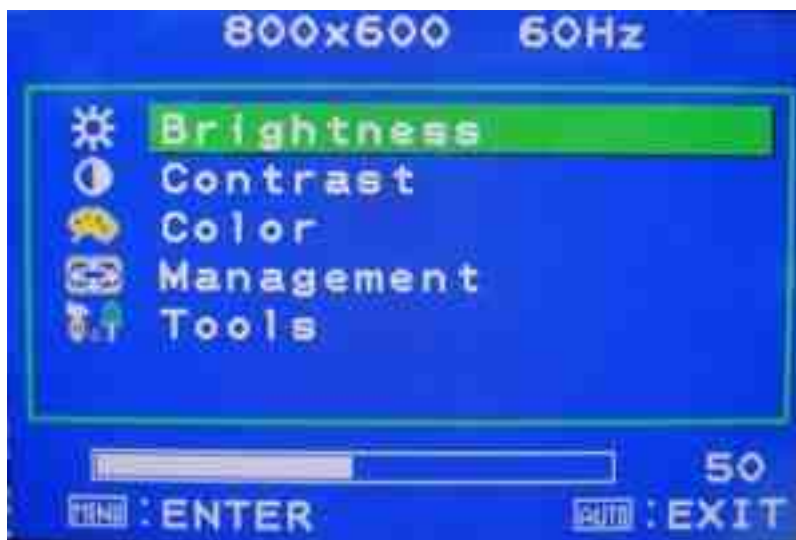 800x600 60Hz
Brightness
Contrast
Color
Management
Tools
50
MENU :ENTER AUTO :EXIT